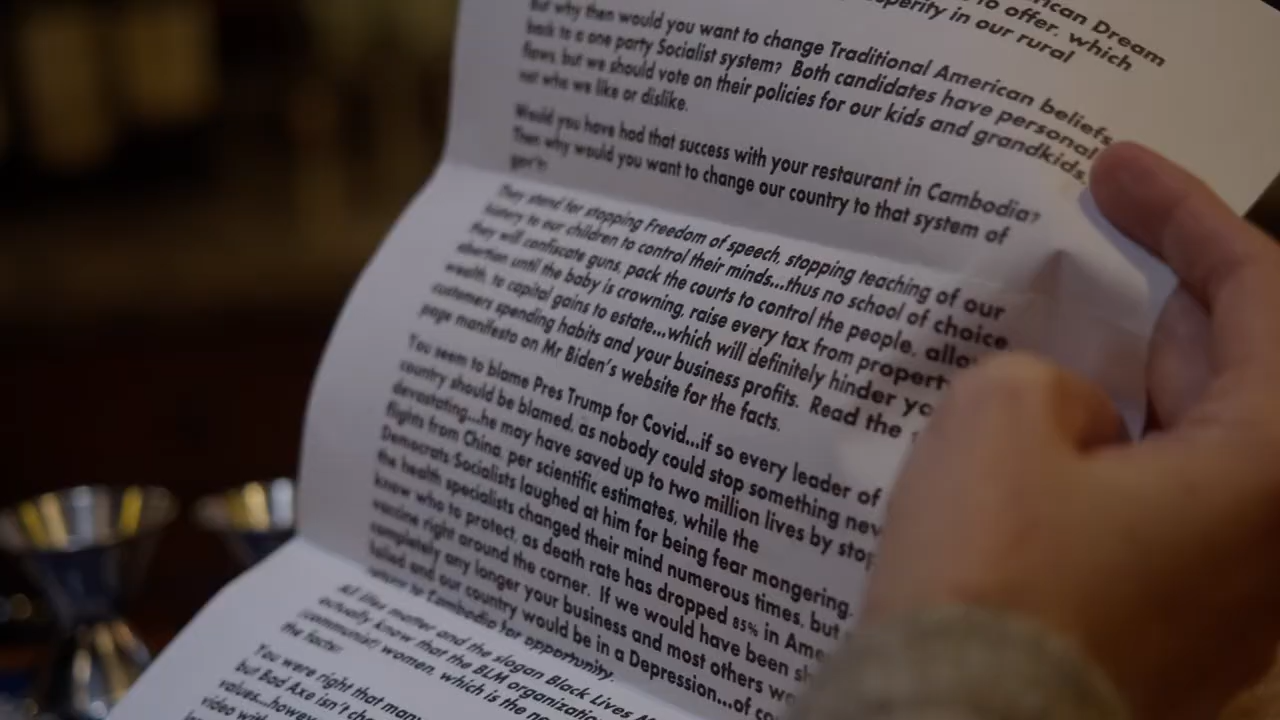 rican Dream
to offer, which
sperity in our rural
But why then would you want to change Traditional American beliefs
back to a one party Socialist system? Both candidates have personal
flaws, but we should vote on their policies for our kids and grandkids,
not who we like or dislike.
Would you have had that success with your restaurant in Cambodia?
Then why would you want to change our country to that system of
gov't?
They stand for stopping Freedom of speech, stopping teaching of our
history to our children to control their minds...thus no school of choice
they will confiscate guns, pack the courts to control the people, allo
abortion until the baby is crowning, raise every tax from propert
wealth, to capital gains to estate...which will definitely hinder yo
customers spending habits and your business profits. Read the
page manifesto on Mr Biden's website for the facts.
You seem to blame Pres Trump for Covid...if so every leader of
country should be blamed, as nobody could stop something nev
devastating...he may have saved up to two million lives by stop
flights from China, per scientific estimates, while the
Democrats Socialists laughed at him for being fear mongering.
the health specialists changed their mind numerous times, but
know who to protect, as death rate has dropped 85% in Ame
vaccine right around the corner. If we would have been sh
completely any longer your business and most others wo
failed and our country would be in a Depression...of co
to Cambodia for opportunity.
All lives matter and the slogan Black Lives M
actually know that the BLM organizatio
(communist) women, which is the ne
the facts!!
You were right that many
but Bad Axe isn't ch
values...howev
video with